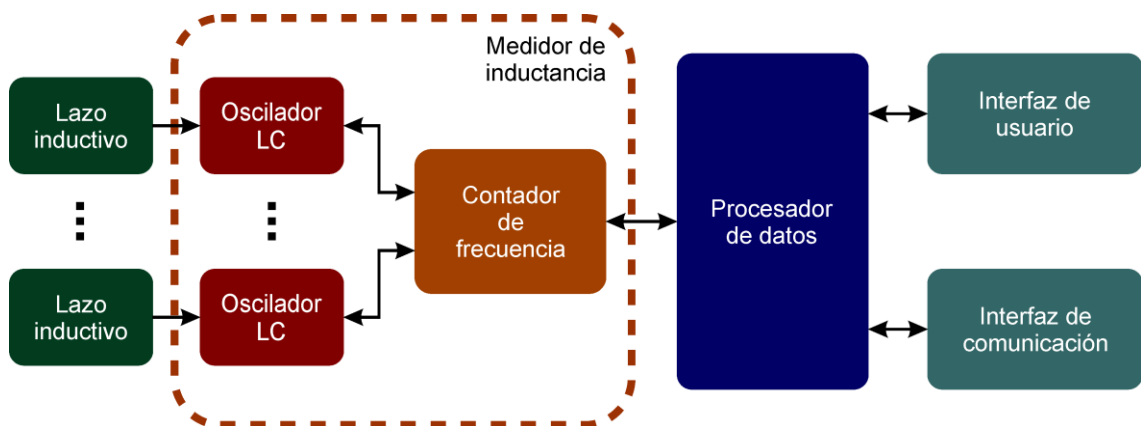 Medidor de
inductancia
Lazo
inductivo
Oscilador
LC
Contador
de
frecuencia
Lazo
inductivo
Oscilador
LC
Procesador
de datos
Interfaz de
usuario
Interfaz de
comunicación